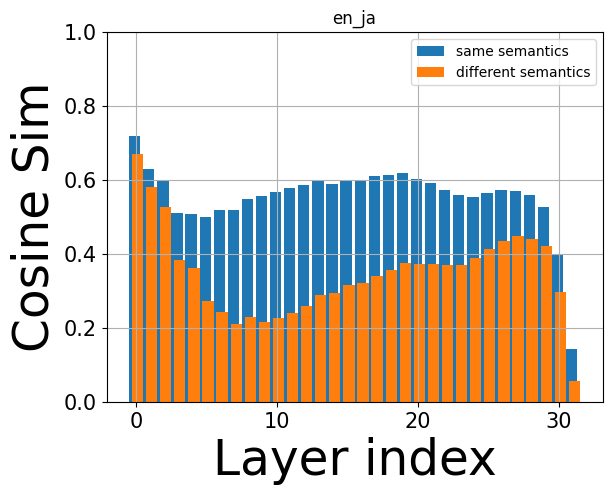 en_ja
same semantics
different semantics
Cosine Sim
1.0
0.8
0.6
0.4
0.2
0.0
0 10 20 30
Layer index